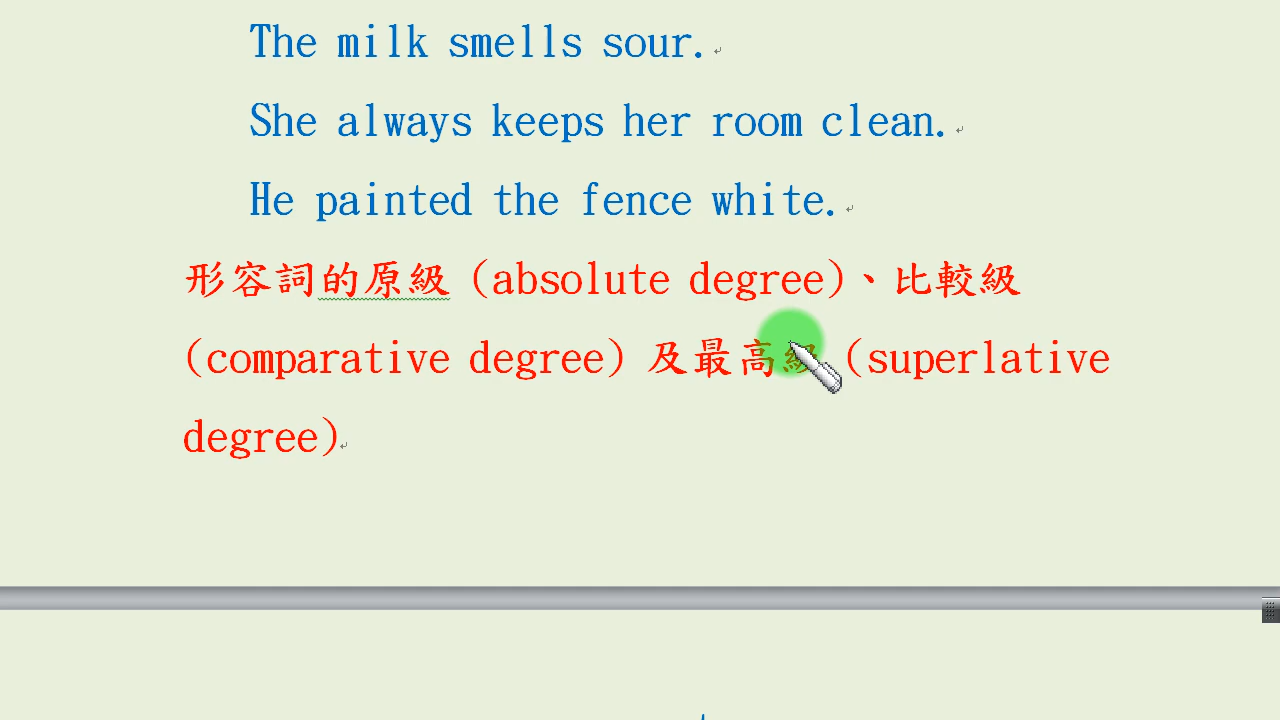 The milk smells sour.
She always keeps her room clean.
He painted the fence white.
形容詞的原級 (absolute degree)、比較級
(comparative degree) 及最高級 (superlative
degree)